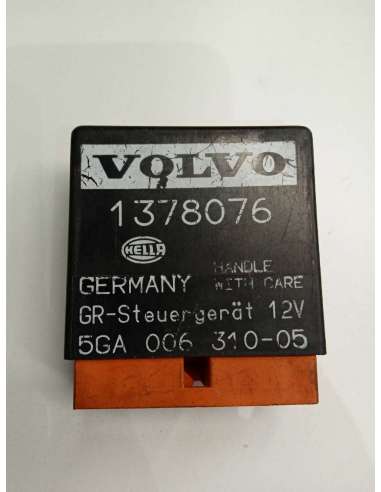 VOLVO
1378076
HELLA
GERMANY HANDLE WITH CARE
GR-Steuergerät 12V
5GA 006 310-05